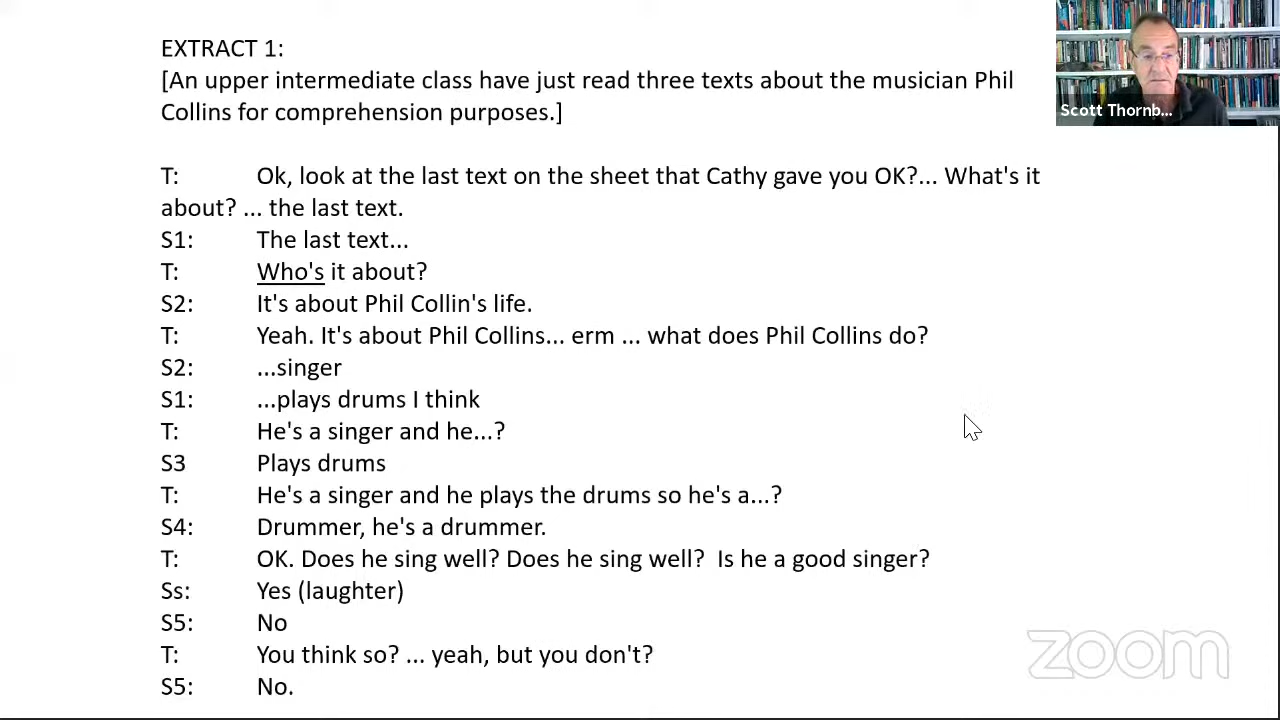 EXTRACT 1:
[An upper intermediate class have just read three texts about the musician Phil
Collins for comprehension purposes.]
Scott Thornb...
T: Ok, look at the last text on the sheet that Cathy gave you OK?... What's it
about? ... the last text.
S1: The last text...
T: Who's it about?
S2: It's about Phil Collin's life.
T: Yeah. It's about Phil Collins... erm ... what does Phil Collins do?
S2: ...singer
S1: ...plays drums I think
T: He's a singer and he...?
S3 Plays drums
T: He's a singer and he plays the drums so he's a...?
S4: Drummer, he's a drummer.
T: OK. Does he sing well? Does he sing well? Is he a good singer?
Ss: Yes (laughter)
S5: No
T: You think so? ... yeah, but you don't?
S5: No.
zoom